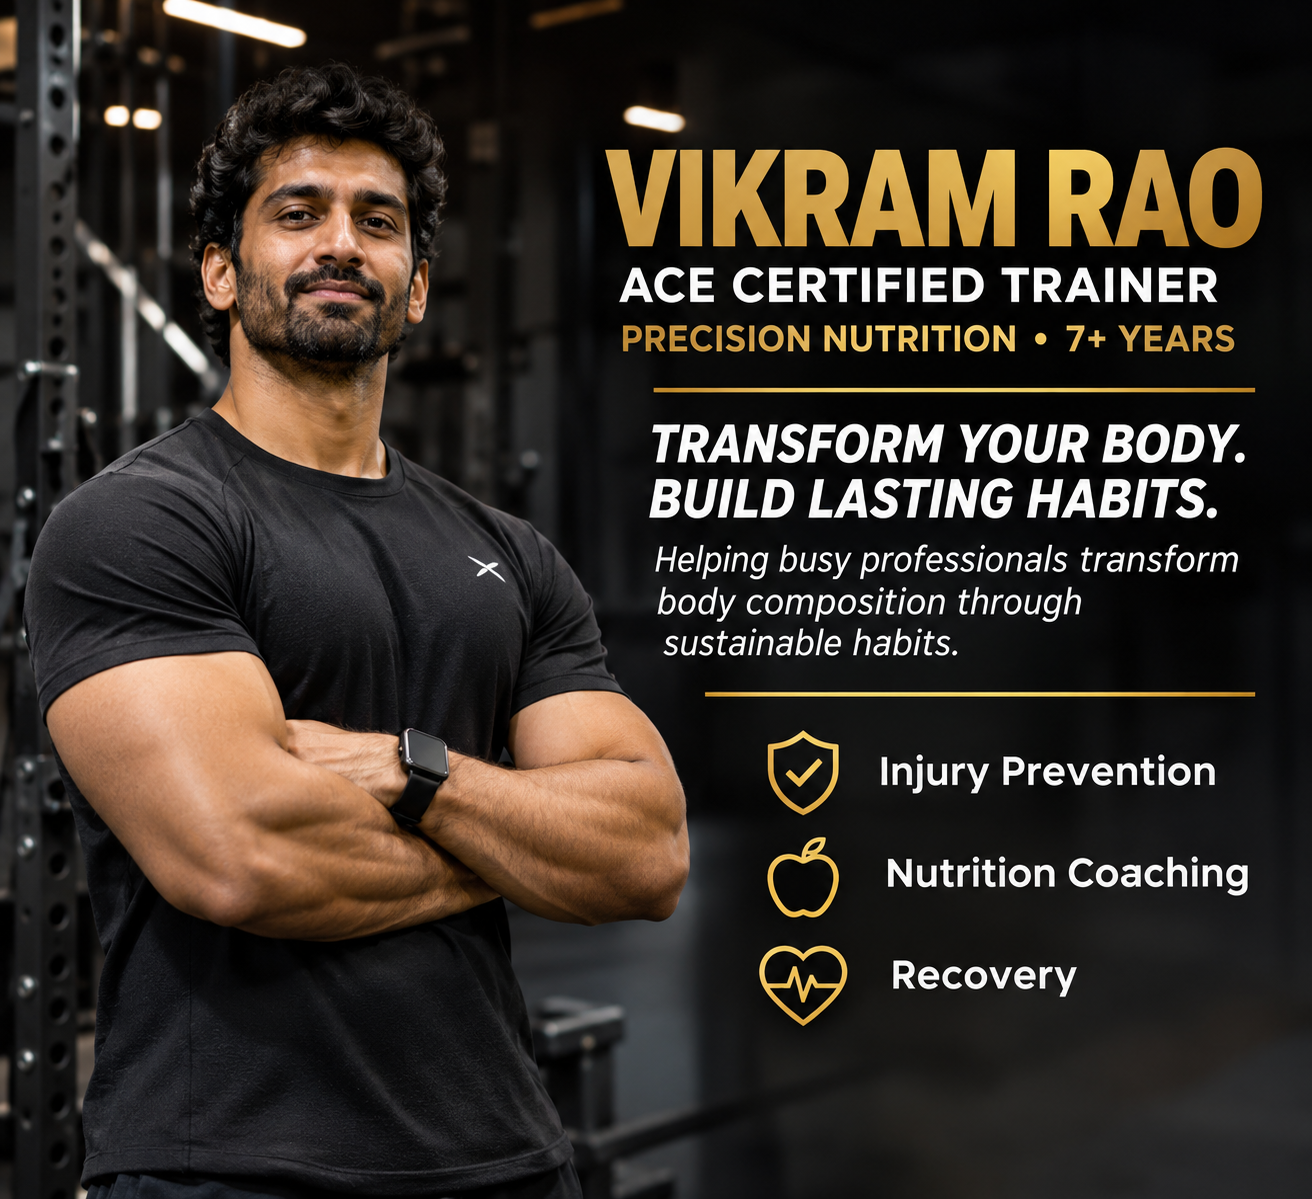 VIKRAM RAO
ACE CERTIFIED TRAINER
PRECISION NUTRITION • 7+ YEARS
TRANSFORM YOUR BODY.
BUILD LASTING HABITS.
Helping busy professionals transform
body composition through
sustainable habits.
Injury Prevention
Nutrition Coaching
Recovery